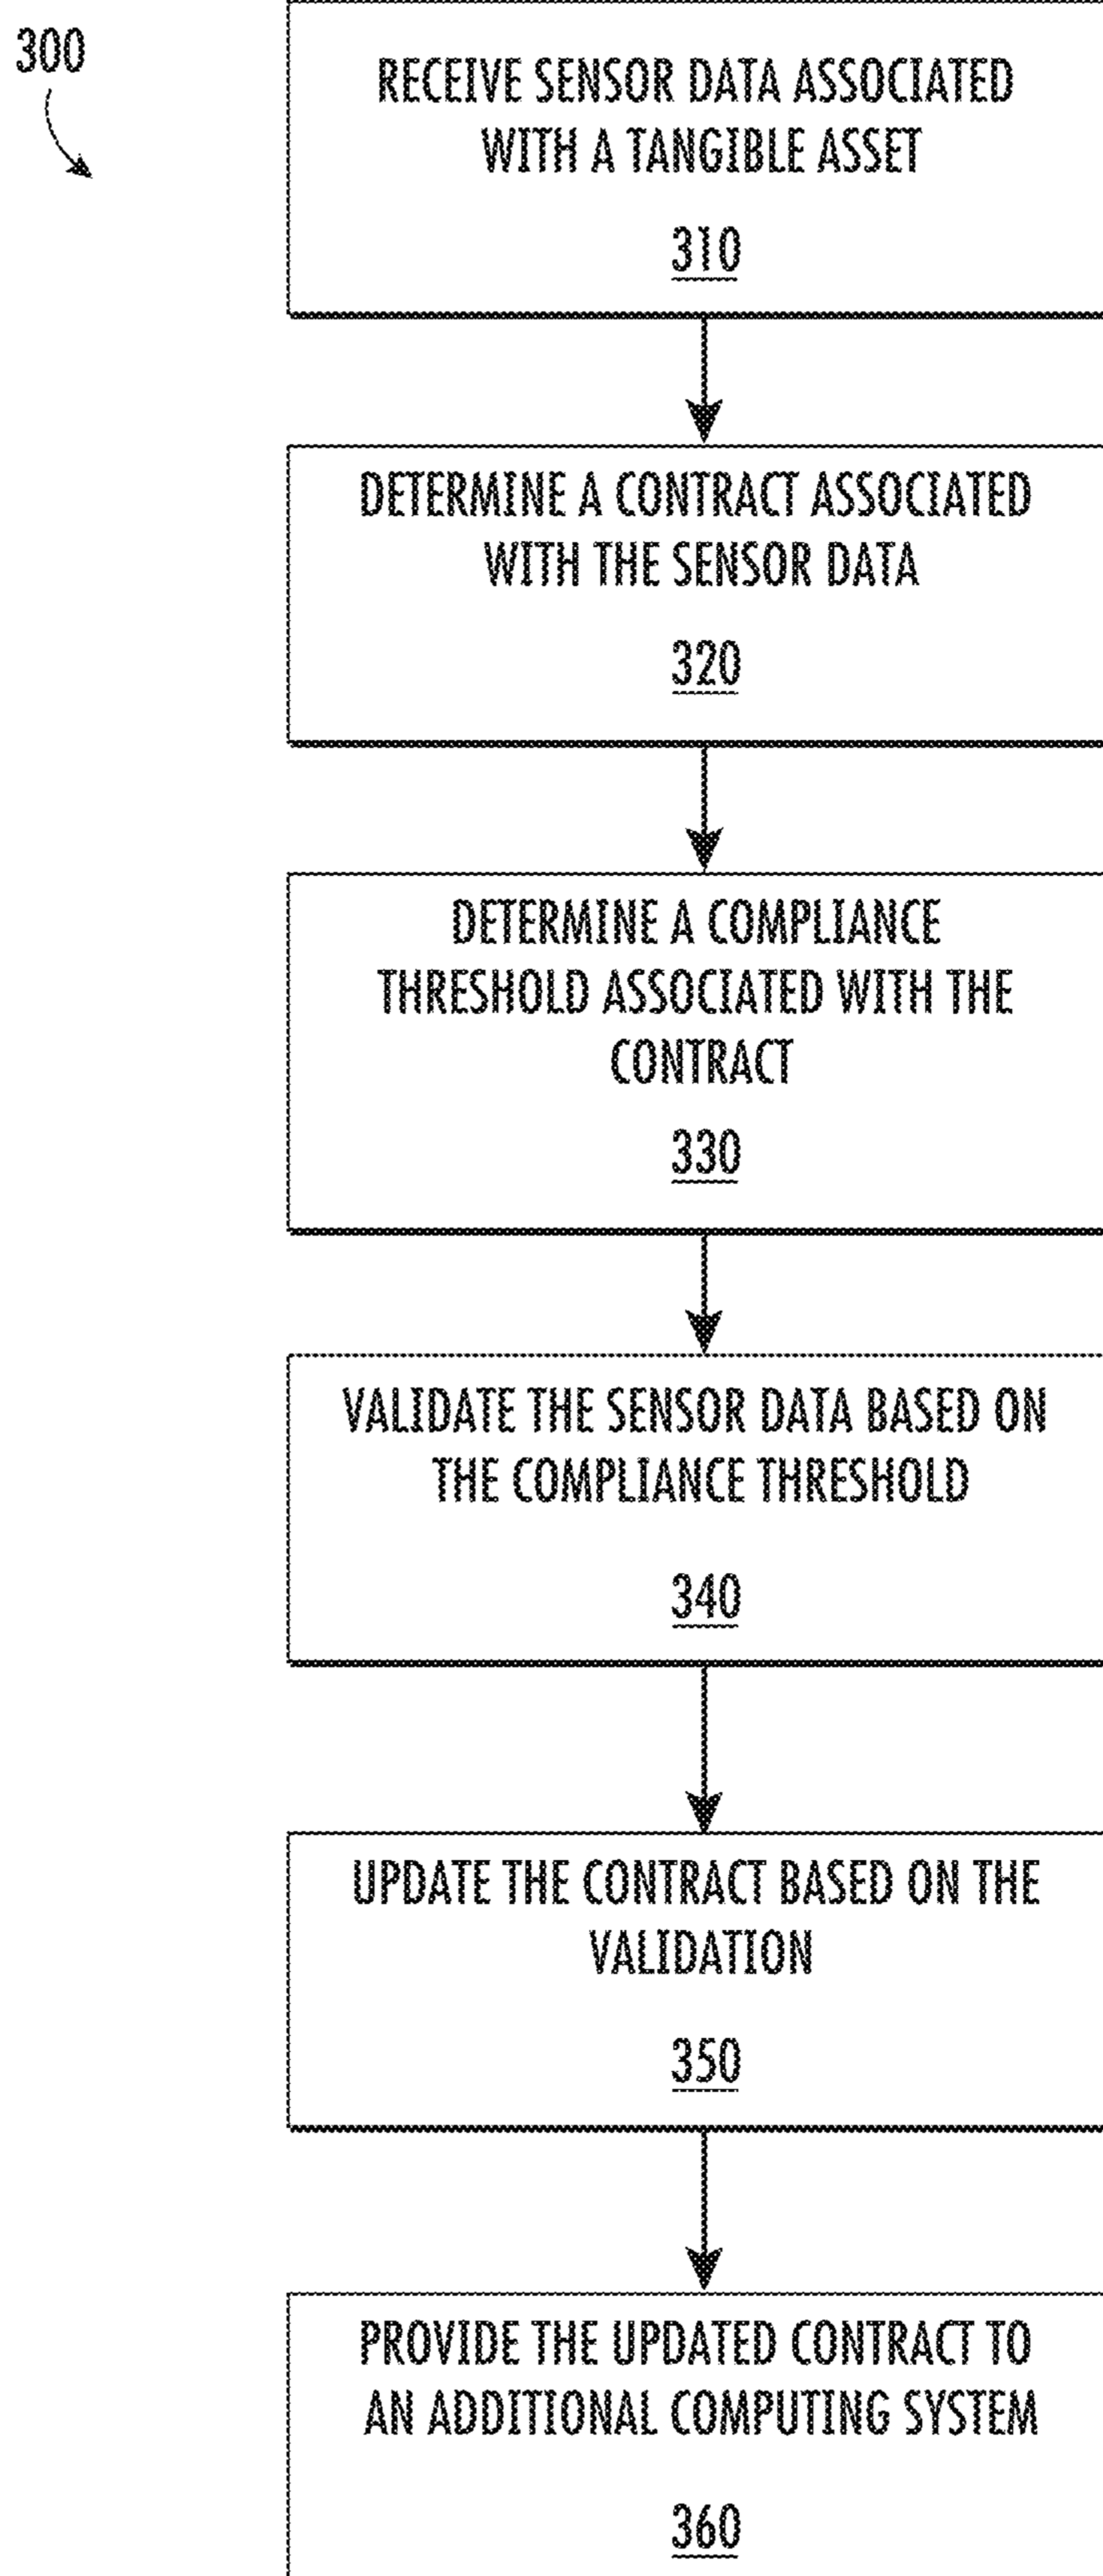 300
RECEIVE SENSOR DATA ASSOCIATED
WITH A TANGIBLE ASSET
310
DETERMINE A CONTRACT ASSOCIATED
WITH THE SENSOR DATA
320
DETERMINE A COMPLIANCE
THRESHOLD ASSOCIATED WITH THE
CONTRACT
330
VALIDATE THE SENSOR DATA BASED ON
THE COMPLIANCE THRESHOLD
340
UPDATE THE CONTRACT BASED ON THE
VALIDATION
350
PROVIDE THE UPDATED CONTRACT TO
AN ADDITIONAL COMPUTING SYSTEM
360